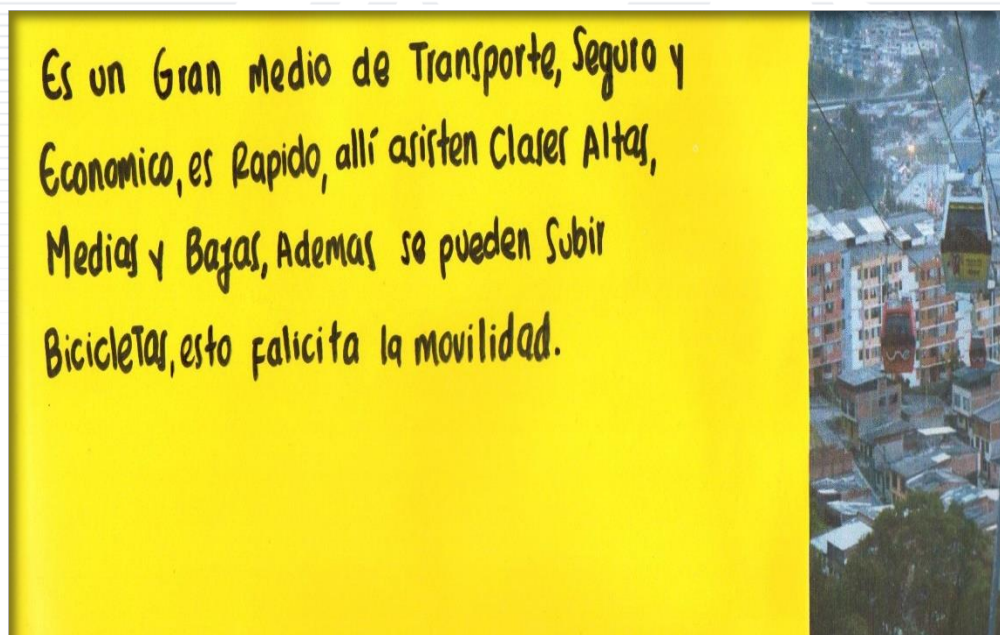 Es un Gran Medio de Transporte, Seguro y
Economico, es Rapido, allí asisten Clases Altas,
Medias y Bajas, Ademas se pueden Subir
Bicicletas, esto falicita la movilidad.